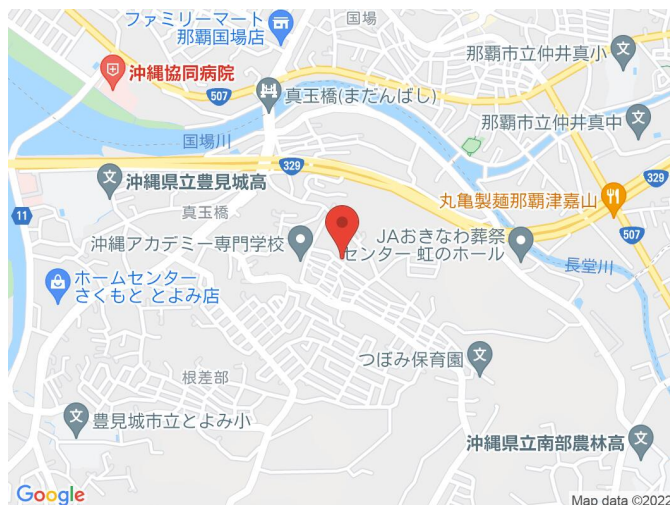 ファミリーマート
那覇国場店
国場
沖縄協同病院
507
真玉橋(まだんばし)
那覇市立仲井真小
那覇市立仲井真中
国場川
329
沖縄県立豊見城高
真玉橋
329
丸亀製麺那覇津嘉山
507
11
沖縄アカデミー専門学校
JAおきなわ葬祭
センター 虹のホール
長堂川
ホームセンター
さくもと とよみ店
つぼみ保育園
文
根差部
豊見城市立とよみ小
沖縄県立南部農林高
Google
Map data ©2022